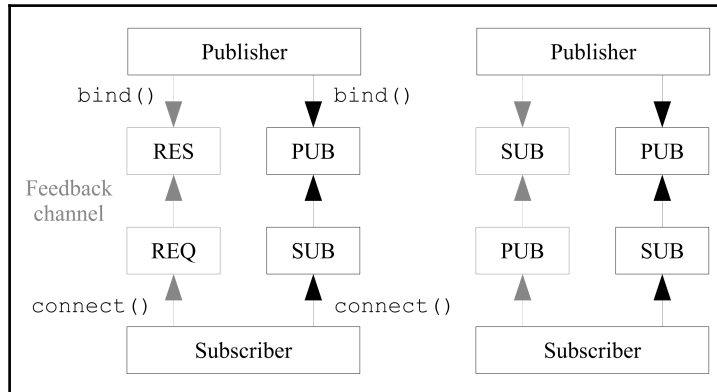 Publisher
Publisher
bind()
bind()
RES
PUB
SUB
PUB
Feedback
channel
REQ
SUB
PUB
SUB
connect()
connect()
Subscriber
Subscriber